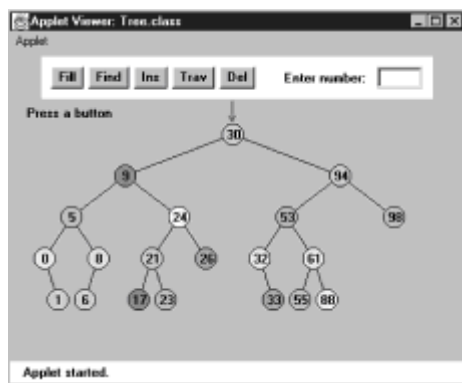 Applet Viewer: Tree.class
Applet
Fill Find Ins Trav Del Enter number:
Press a button
30
9 94
5 24 53 98
0 8 21 26 32 61
1 6 17 23 33 55 88
Applet started.